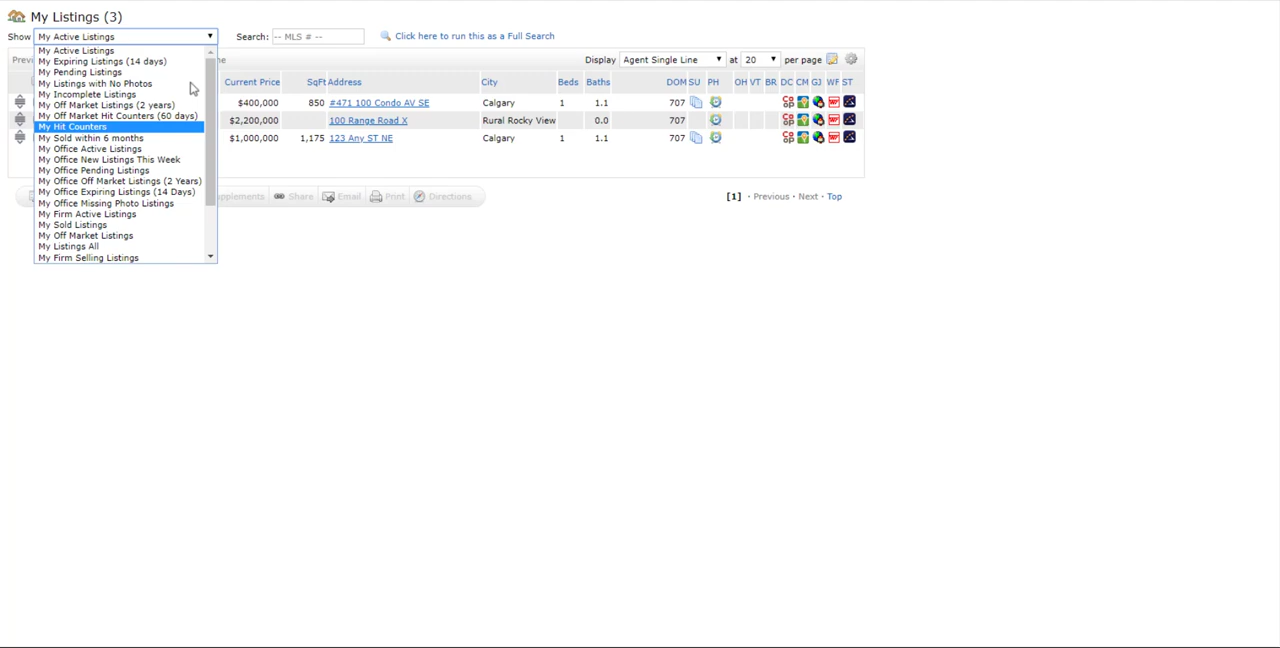 My Listings (3)
Show My Active Listings Search: -- MLS # -- Click here to run this as a Full Search
Display Agent Single Line at 20 per page
My Active Listings
My Expiring Listings (14 days)
My Pending Listings
My Listings with No Photos
My Incomplete Listings
My Off Market Listings (2 years)
My Off Market Hit Counters (60 days)
My Hit Counters
My Sold within 6 months
My Office Active Listings
My Office New Listings This Week
My Office Pending Listings
My Office Off Market Listings (2 Years)
My Office Expiring Listings (14 Days)
My Office Missing Photo Listings
My Firm Active Listings
My Sold Listings
My Off Market Listings
My Listings All
My Firm Selling Listings
Current Price SqFt Address City Beds Baths DOM SU PH OH VT BR DC CM GJ WF ST
$400,000 850 #471 100 Condo AV SE Calgary 1 1.1 707
$2,200,000 100 Range Road X Rural Rocky View 0.0 707
$1,000,000 1,175 123 Any ST NE Calgary 1 1.1 707
Share Email Print Directions [1] · Previous · Next · Top